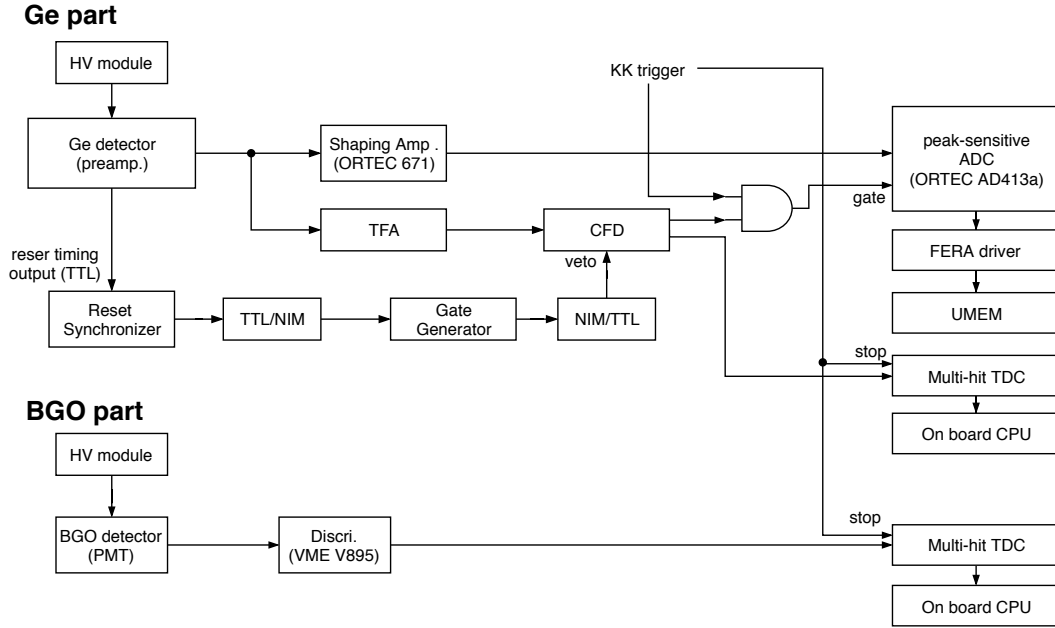 Ge part
HV module
KK trigger
Ge detector
(preamp.)
Shaping Amp .
(ORTEC 671)
peak-sensitive
ADC
(ORTEC AD413a)
gate
TFA
CFD
FERA driver
reser timing
output (TTL)
veto
Reset
Synchronizer
TTL/NIM
Gate
Generator
NIM/TTL
UMEM
stop
Multi-hit TDC
On board CPU
BGO part
HV module
BGO detector
(PMT)
Discri.
(VME V895)
stop
Multi-hit TDC
On board CPU